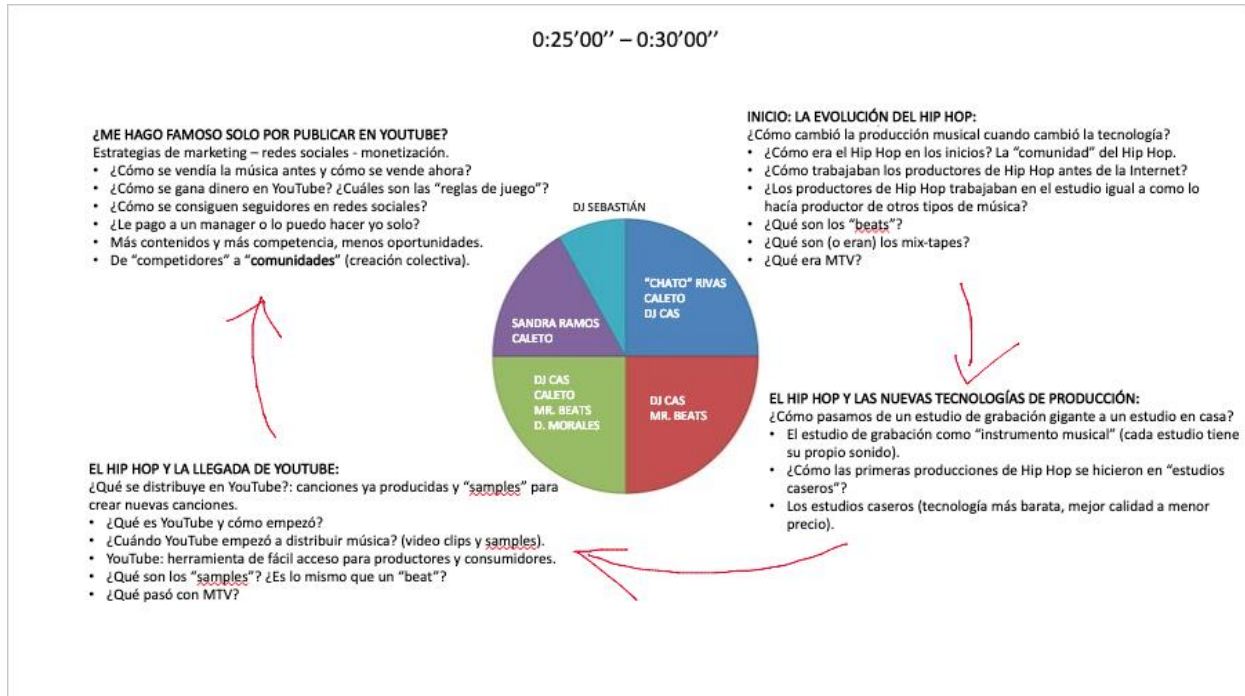 0:25’00’’ – 0:30’00’’
INICIO: LA EVOLUCIÓN DEL HIP HOP:
¿Cómo cambió la producción musical cuando cambió la tecnología?
• ¿Cómo era el Hip Hop en los inicios? La “comunidad” del Hip Hop.
• ¿Cómo trabajaban los productores de Hip Hop antes de la Internet?
• ¿Los productores de Hip Hop trabajaban en el estudio igual a como lo
hacía productor de otros tipos de música?
• ¿Qué son los “beats”?
• ¿Qué son (o eran) los mix-tapes?
• ¿Qué era MTV?
EL HIP HOP Y LAS NUEVAS TECNOLOGÍAS DE PRODUCCIÓN:
¿Cómo pasamos de un estudio de grabación gigante a un estudio en casa?
• El estudio de grabación como “instrumento musical” (cada estudio tiene
su propio sonido).
• ¿Cómo las primeras producciones de Hip Hop se hicieron en “estudios
caseros”?
• Los estudios caseros (tecnología más barata, mejor calidad a menor
precio).
EL HIP HOP Y LA LLEGADA DE YOUTUBE:
¿Qué se distribuye en YouTube?: canciones ya producidas y “samples” para
crear nuevas canciones.
• ¿Qué es YouTube y cómo empezó?
• ¿Cuándo YouTube empezó a distribuir música? (video clips y samples).
• YouTube: herramienta de fácil acceso para productores y consumidores.
• ¿Qué son los “samples”? ¿Es lo mismo que un “beat”?
• ¿Qué pasó con MTV?
¿ME HAGO FAMOSO SOLO POR PUBLICAR EN YOUTUBE?
Estrategias de marketing – redes sociales - monetización.
• ¿Cómo se vendía la música antes y cómo se vende ahora?
• ¿Cómo se gana dinero en YouTube? ¿Cuáles son las “reglas de juego”?
• ¿Cómo se consiguen seguidores en redes sociales?
• ¿Le pago a un manager o lo puedo hacer yo solo?
• Más contenidos y más competencia, menos oportunidades.
• De “competidores” a “comunidades” (creación colectiva).
DJ SEBASTIÁN
“CHATO” RIVAS
CALETO
DJ CAS
DJ CAS
MR. BEATS
DJ CAS
CALETO
MR. BEATS
D. MORALES
SANDRA RAMOS
CALETO